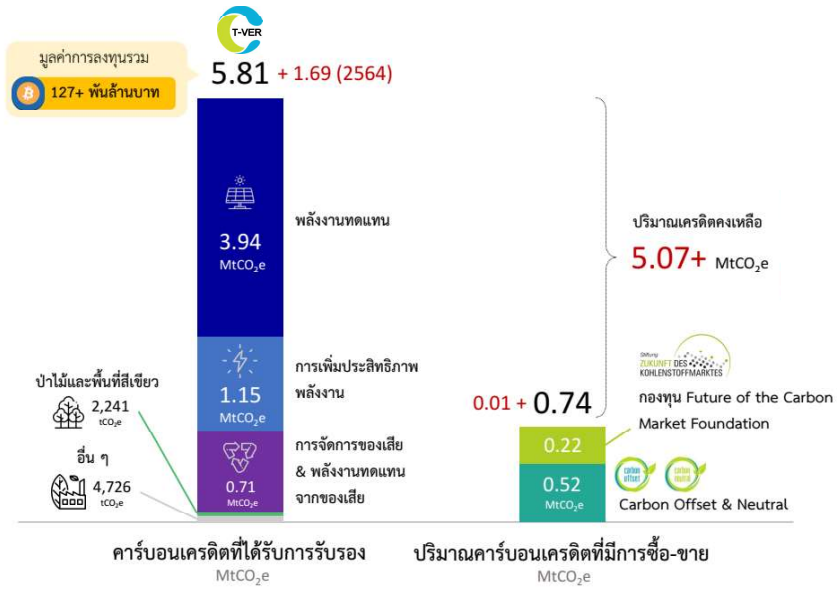 T-VER
มูลค่าการลงทุนรวม
127+ พันล้านบาท
5.81 + 1.69 (2564)
3.94
MtCO₂e
พลังงานทดแทน
ปริมาณเครดิตคงเหลือ
5.07+ MtCO₂e
1.15
MtCO₂e
การเพิ่มประสิทธิภาพ
พลังงาน
ป่าไม้และพื้นที่สีเขียว
2,241
tCO₂e
อื่น ๆ
4,726
tCO₂e
0.71
MtCO₂e
การจัดการของเสีย
& พลังงานทดแทน
จากของเสีย
Stiftung
ZUKUNFT DES
KOHLENSTOFFMARKTES
กองทุน Future of the Carbon
Market Foundation
0.01 + 0.74
0.22
0.52
MtCO₂e
carbon
offset
carbon
neutral
Carbon Offset & Neutral
คาร์บอนเครดิตที่ได้รับการรับรอง
MtCO₂e
ปริมาณคาร์บอนเครดิตที่มีการซื้อ-ขาย
MtCO₂e